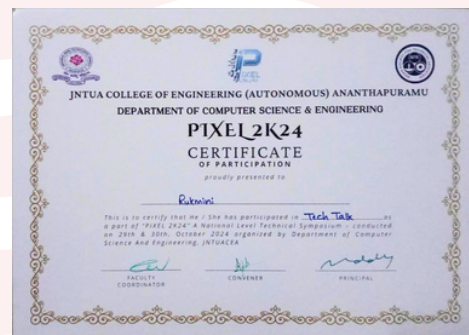 PIXEL
JNTUA COLLEGE OF ENGINEERING (AUTONOMOUS) ANANTHAPURAMU
DEPARTMENT OF COMPUTER SCIENCE & ENGINEERING
PIXEL 2K24
CERTIFICATE
OF PARTICIPATION
proudly presented to
Rukmini
This is to certify that He / She has participated in Tech Talk as
a part of "PIXEL 2K24" A National Level Technical Symposium - conducted
on 29th & 30th, October 2024 organized by Department of Computer
Science And Engineering, JNTUACEA
FACULTY CONVENER PRINCIPAL
COORDINATOR